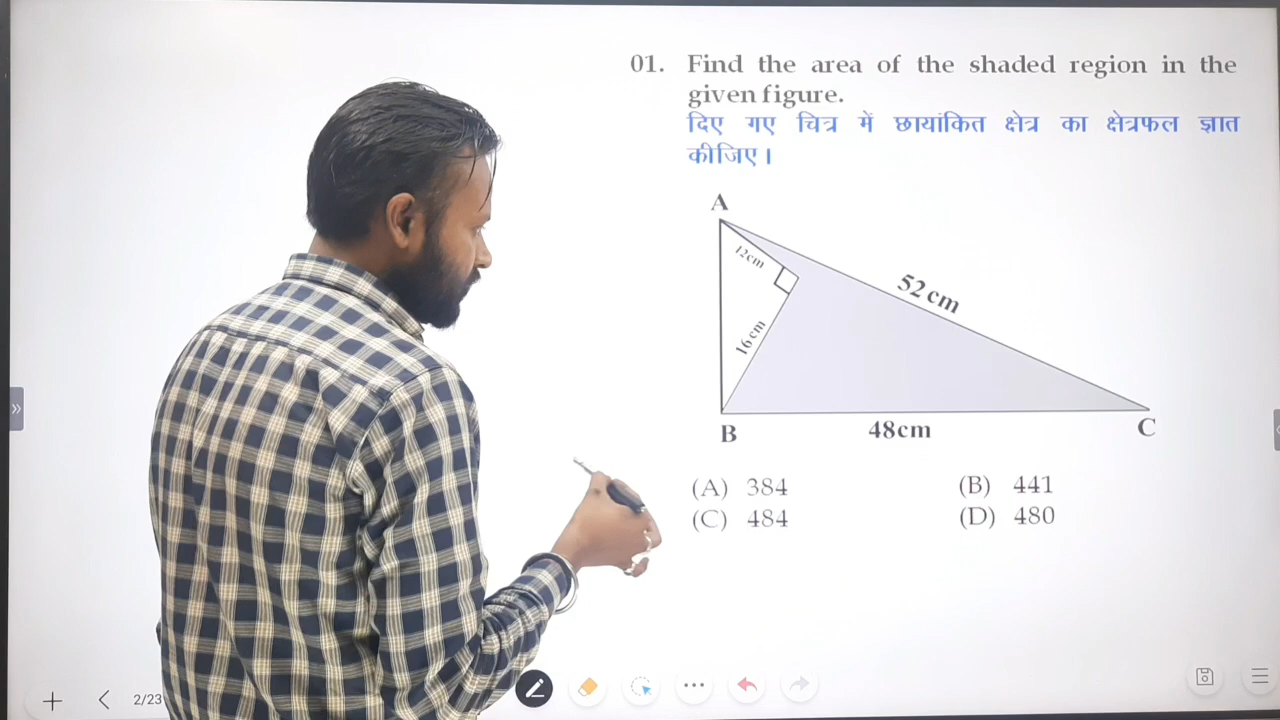 01. Find the area of the shaded region in the
given figure.
दिए गए चित्र में छायांकित क्षेत्र का क्षेत्रफल ज्ञात
कीजिए।
A
12cm
52 cm
16cm
B
48cm
C
(A) 384
(B) 441
(C) 484
(D) 480
2/23